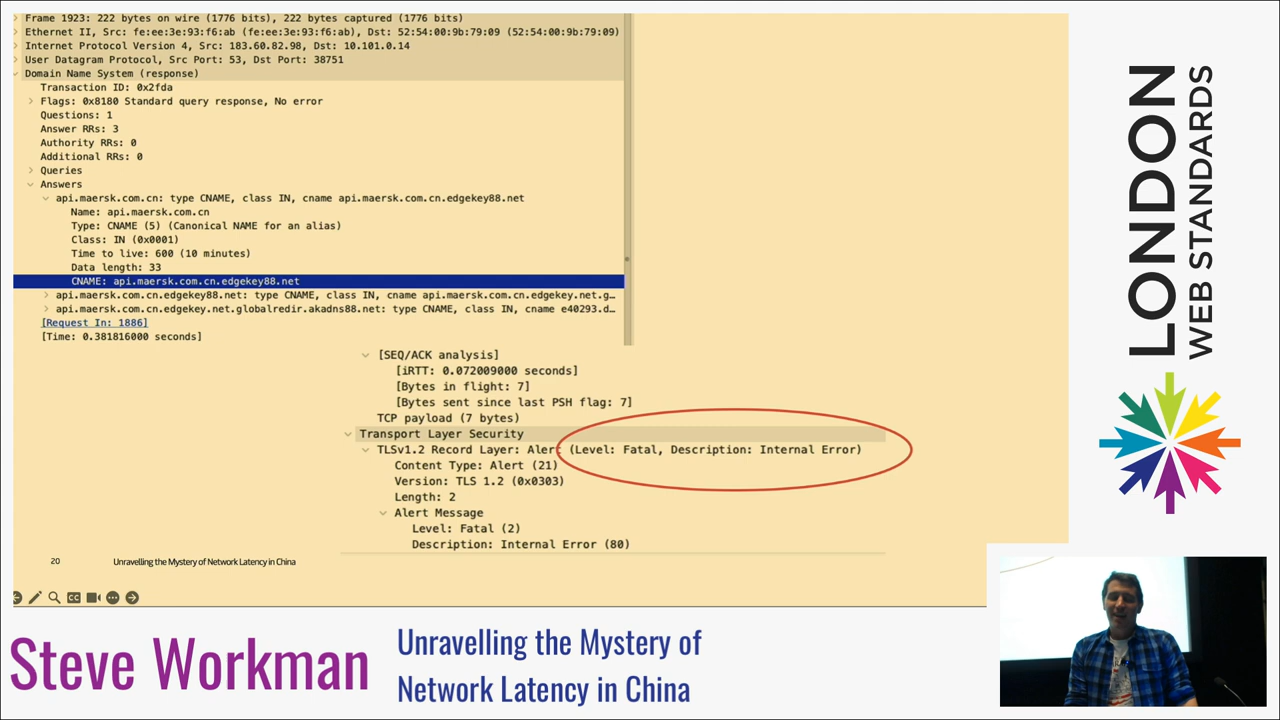 Frame 1923: 222 bytes on wire (1776 bits), 222 bytes captured (1776 bits)
Ethernet II, Src: fe:ee:3e:93:f6:ab (fe:ee:3e:93:f6:ab), Dst: 52:54:00:9b:79:09 (52:54:00:9b:79:09)
Internet Protocol Version 4, Src: 183.60.82.98, Dst: 10.101.0.14
User Datagram Protocol, Src Port: 53, Dst Port: 38751
Domain Name System (response)
Transaction ID: 0x2fda
Flags: 0x8180 Standard query response, No error
Questions: 1
Answer RRs: 3
Authority RRs: 0
Additional RRs: 0
Queries
Answers
api.maersk.com.cn: type CNAME, class IN, cname api.maersk.com.cn.edgekey88.net
Name: api.maersk.com.cn
Type: CNAME (5) (Canonical NAME for an alias)
Class: IN (0x0001)
Time to live: 600 (10 minutes)
Data length: 33
CNAME: api.maersk.com.cn.edgekey88.net
api.maersk.com.cn.edgekey88.net: type CNAME, class IN, cname api.maersk.com.cn.edgekey.net.g…
api.maersk.com.cn.edgekey.net.globalredir.akadns88.net: type CNAME, class IN, cname e40293.d…
[Request In: 1886]
[Time: 0.381816000 seconds]
[SEQ/ACK analysis]
[iRTT: 0.072009000 seconds]
[Bytes in flight: 7]
[Bytes sent since last PSH flag: 7]
TCP payload (7 bytes)
Transport Layer Security
TLSv1.2 Record Layer: Alert (Level: Fatal, Description: Internal Error)
Content Type: Alert (21)
Version: TLS 1.2 (0x0303)
Length: 2
Alert Message
Level: Fatal (2)
Description: Internal Error (80)
20 Unravelling the Mystery of Network Latency in China
CC
LONDON
WEB STANDARDS
Steve Workman
Unravelling the Mystery of
Network Latency in China